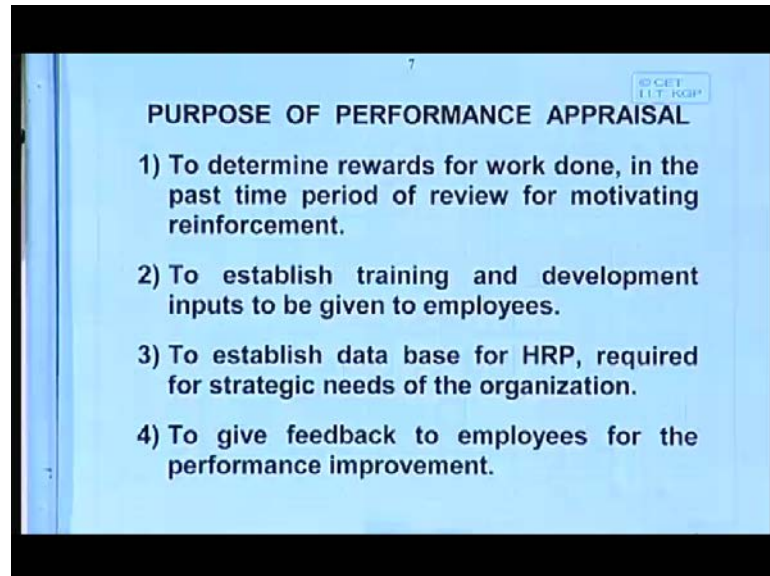 7
© CET
I.I.T. KGP
PURPOSE OF PERFORMANCE APPRAISAL
1) To determine rewards for work done, in the
past time period of review for motivating
reinforcement.
2) To establish training and development
inputs to be given to employees.
3) To establish data base for HRP, required
for strategic needs of the organization.
4) To give feedback to employees for the
performance improvement.